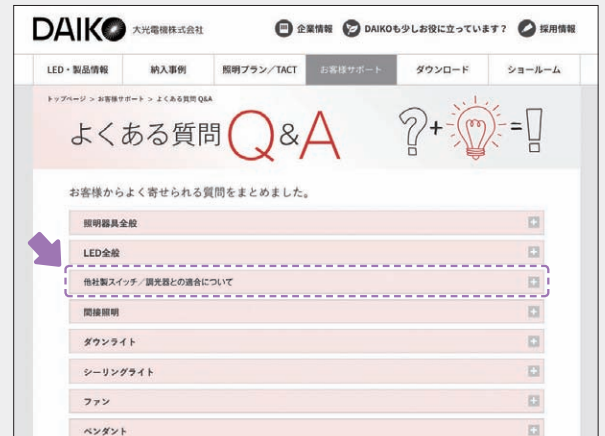 DAIKO 大光電機株式会社 企業情報 DAIKOも少しお役に立っています? 採用情報
LED・製品情報 納入事例 照明プラン/TACT お客様サポート ダウンロード ショールーム
トップページ > お客様サポート > よくある質問 Q&A
よくある質問 Q&A ?+=!
お客様からよく寄せられる質問をまとめました。
照明器具全般
LED全般
他社製スイッチ/調光器との適合について
間接照明
ダウンライト
シーリングライト
ファン
ペンダント